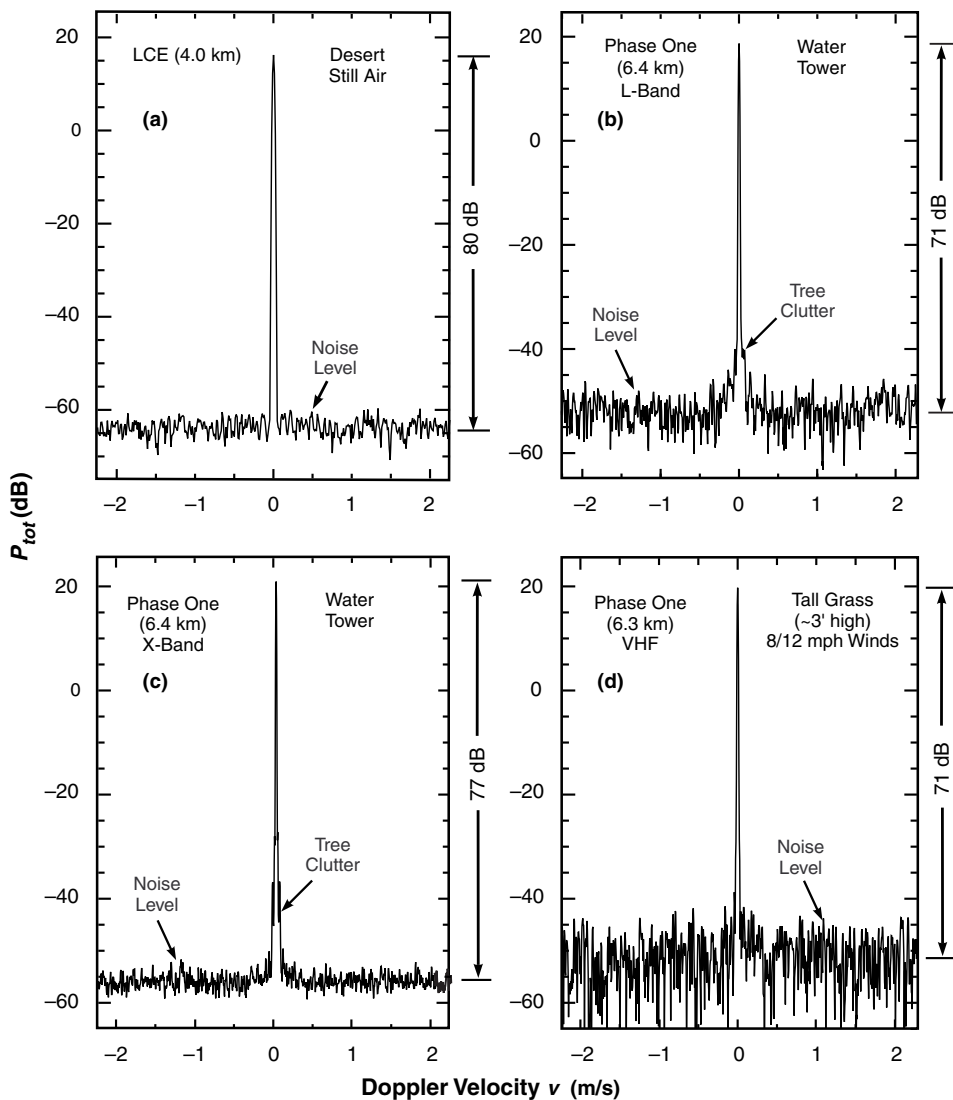 20
0
−20
−40
−60
LCE (4.0 km)
Desert
Still Air
(a)
Noise
Level
80 dB
−2
−1
0
1
2
20
0
−20
−40
−60
Phase One
(6.4 km)
L-Band
Water
Tower
(b)
Noise
Level
Tree
Clutter
71 dB
−2
−1
0
1
2
P_tot (dB)
20
0
−20
−40
−60
Phase One
(6.4 km)
X-Band
Water
Tower
(c)
Noise
Level
Tree
Clutter
77 dB
−2
−1
0
1
2
20
0
−20
−40
−60
Phase One
(6.3 km)
VHF
Tall Grass
(~3' high)
8/12 mph Winds
(d)
Noise
Level
71 dB
−2
−1
0
1
2
Doppler Velocity v (m/s)